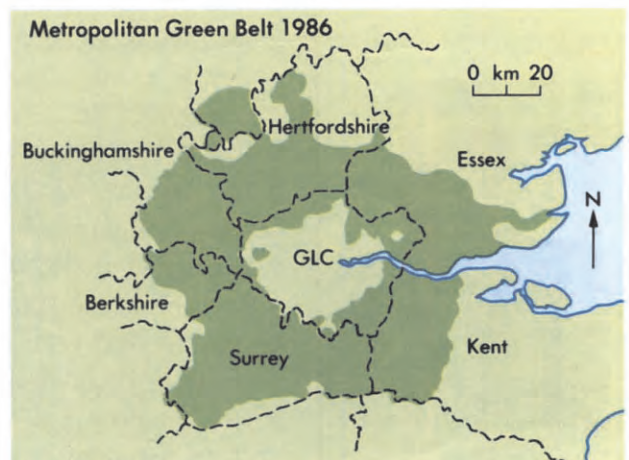 Metropolitan Green Belt 1986
0 km 20
Hertfordshire
Buckinghamshire
Essex
N
GLC
Berkshire
Surrey
Kent